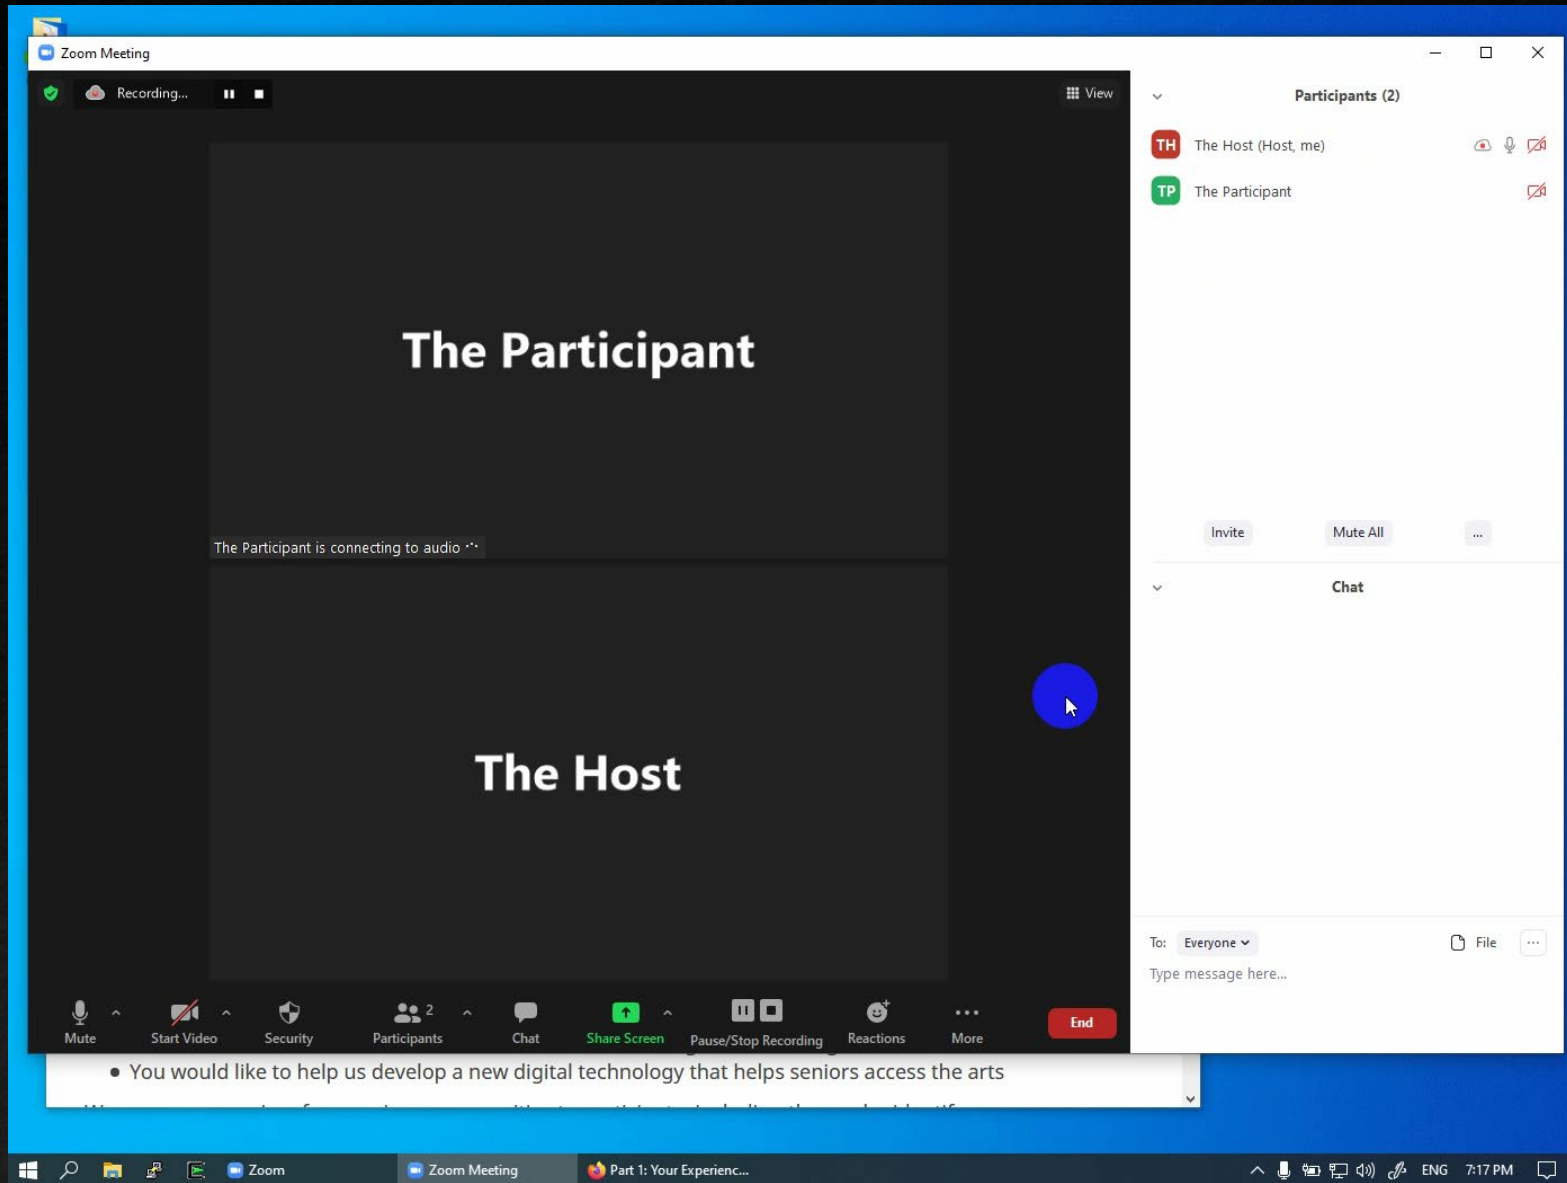 Zoom Meeting
Recording...
View
Participants (2)
TH The Host (Host, me)
TP The Participant
The Participant
The Participant is connecting to audio
The Host
Invite Mute All ...
Chat
To: Everyone File ...
Type message here...
Mute Start Video Security Participants 2 Chat Share Screen Pause/Stop Recording Reactions More End
• You would like to help us develop a new digital technology that helps seniors access the arts
Zoom Zoom Meeting Part 1: Your Experienc... ENG 7:17 PM